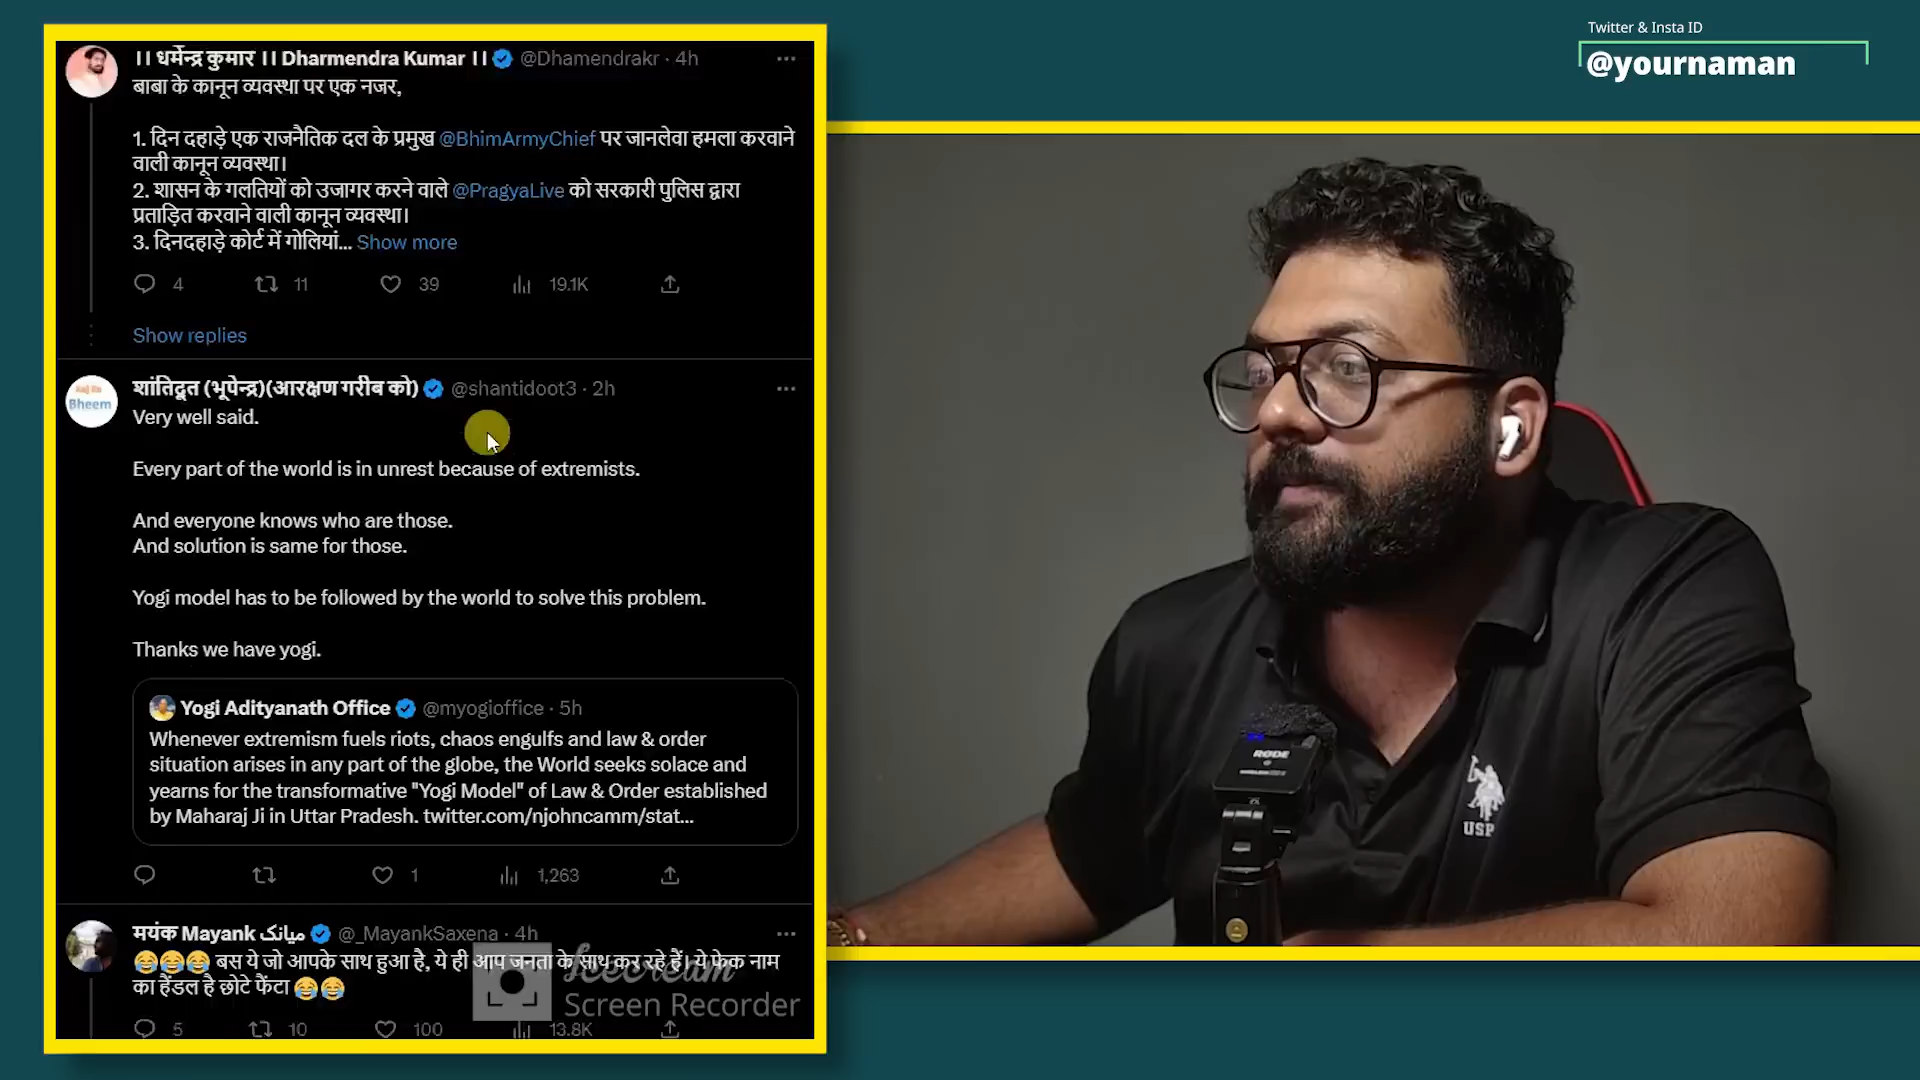 Twitter & Insta ID
@yournaman
।। धर्मेन्द्र कुमार ।। Dharmendra Kumar ।। @Dhamendrakr · 4h
बाबा के कानून व्यवस्था पर एक नजर,
1. दिन दहाड़े एक राजनैतिक दल के प्रमुख @BhimArmyChief पर जानलेवा हमला करवाने
वाली कानून व्यवस्था।
2. शासन के गलतियों को उजागर करने वाले @PragyaLive को सरकारी पुलिस द्वारा
प्रताड़ित करवाने वाली कानून व्यवस्था।
3. दिनदहाड़े कोर्ट में गोलियां... Show more
4 11 39 19.1K
Show replies
शांतिदूत (भूपेन्द्र)(आरक्षण गरीब को) @shantidoot3 · 2h
Bheem
Very well said.
Every part of the world is in unrest because of extremists.
And everyone knows who are those.
And solution is same for those.
Yogi model has to be followed by the world to solve this problem.
Thanks we have yogi.
Yogi Adityanath Office @myogioffice · 5h
Whenever extremism fuels riots, chaos engulfs and law & order
situation arises in any part of the globe, the World seeks solace and
yearns for the transformative "Yogi Model" of Law & Order established
by Maharaj Ji in Uttar Pradesh. twitter.com/njohncamm/stat...
1 1,263
मयंक Mayank میانک @_MayankSaxena · 4h
😂😂😂 बस ये जो आपके साथ हुआ है, ये ही आप जनता के साथ कर रहे हैं। ये फेक नाम
का हैंडल है छोटे फैंटा 😂😂
5 10 100 13.8K
Icecream
Screen Recorder
RODE
USP